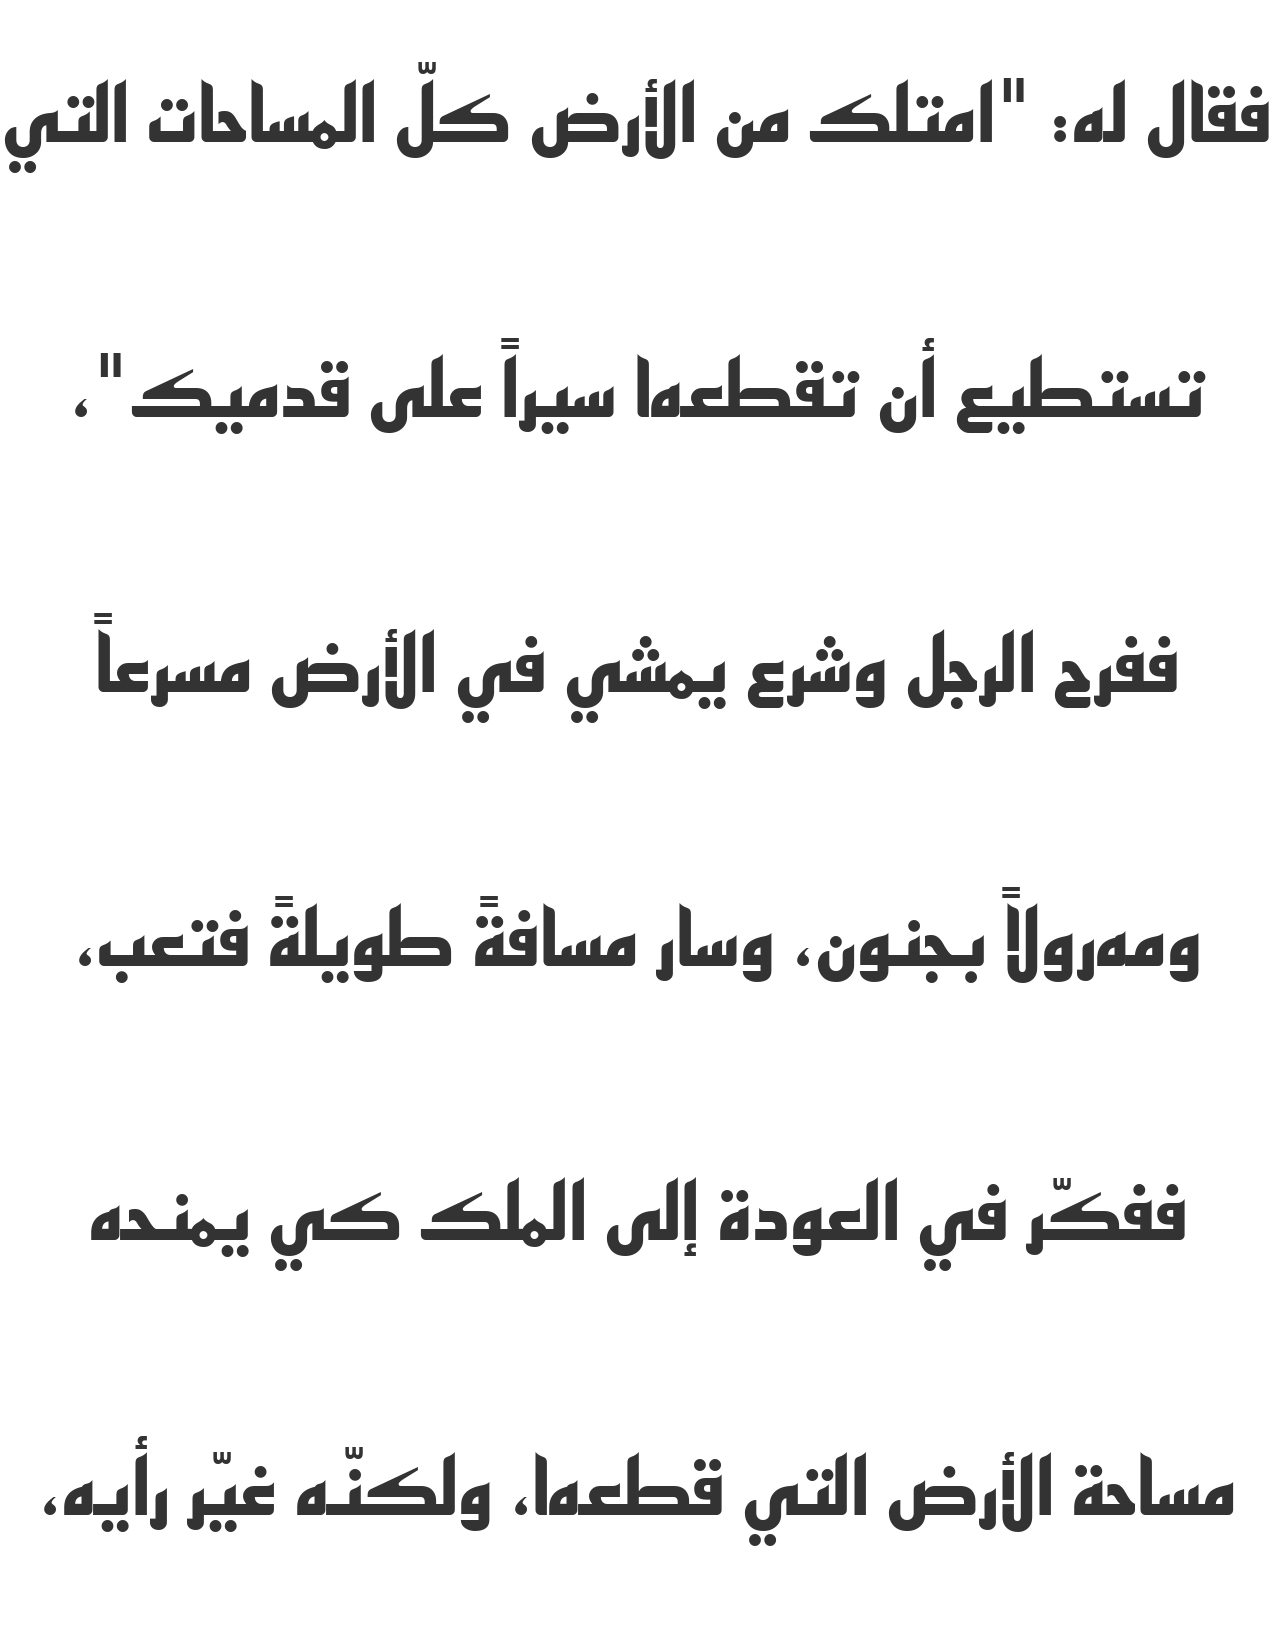 فقال له: "امتلك من الأرض كلّ المساحات التي
تستطيع أن تقطعها سيراً على قدميك"،
ففرح الرجل وشرع يمشي في الأرض مسرعاً
ومهرولاً بجنون، وسار مسافةً طويلةً فتعب،
ففكّر في العودة إلى الملك كي يمنحه
مساحة الأرض التي قطعها، ولكنّه غيّر رأيه،